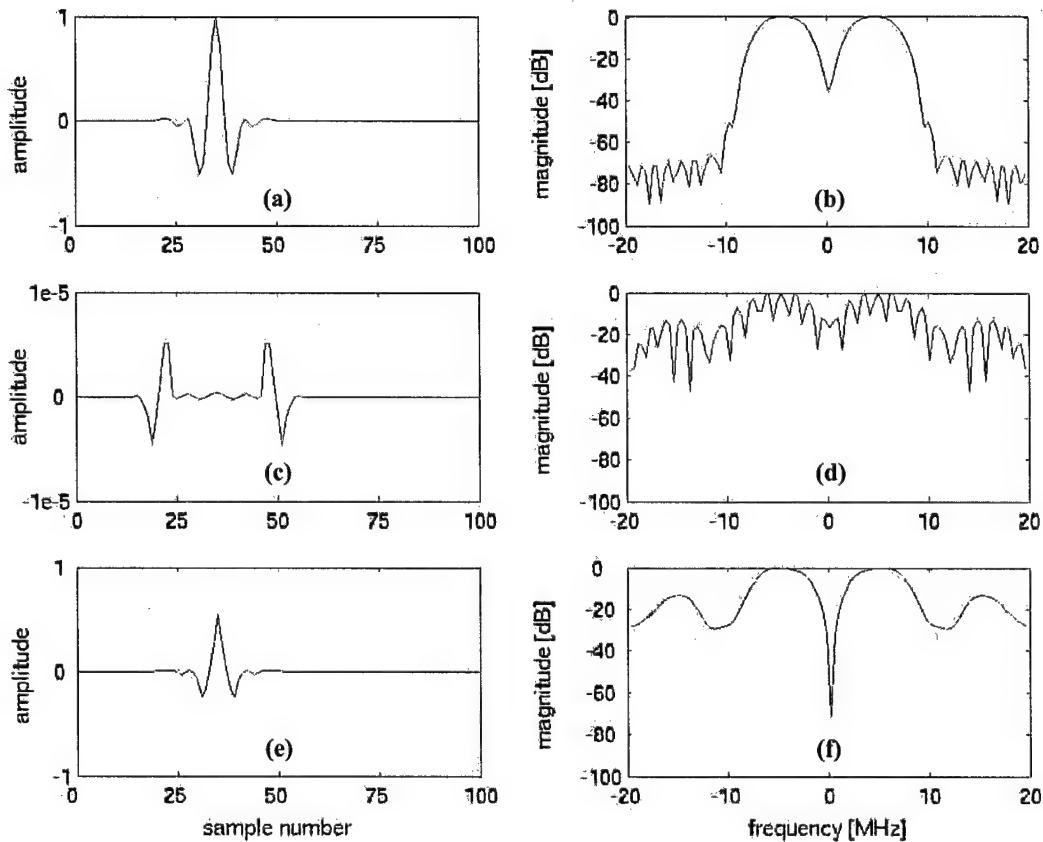 1
amplitude
0
-1
(a)
0 25 50 75 100
0
-20
-40
-60
-80
-100
magnitude [dB]
(b)
-20 -10 0 10 20
1e-5
amplitude
0
-1e-5
(c)
0 25 50 75 100
0
-20
-40
-60
-80
-100
magnitude [dB]
(d)
-20 -10 0 10 20
1
amplitude
0
-1
(e)
0 25 50 75 100
sample number
0
-20
-40
-60
-80
-100
magnitude [dB]
(f)
-20 -10 0 10 20
frequency [MHz]